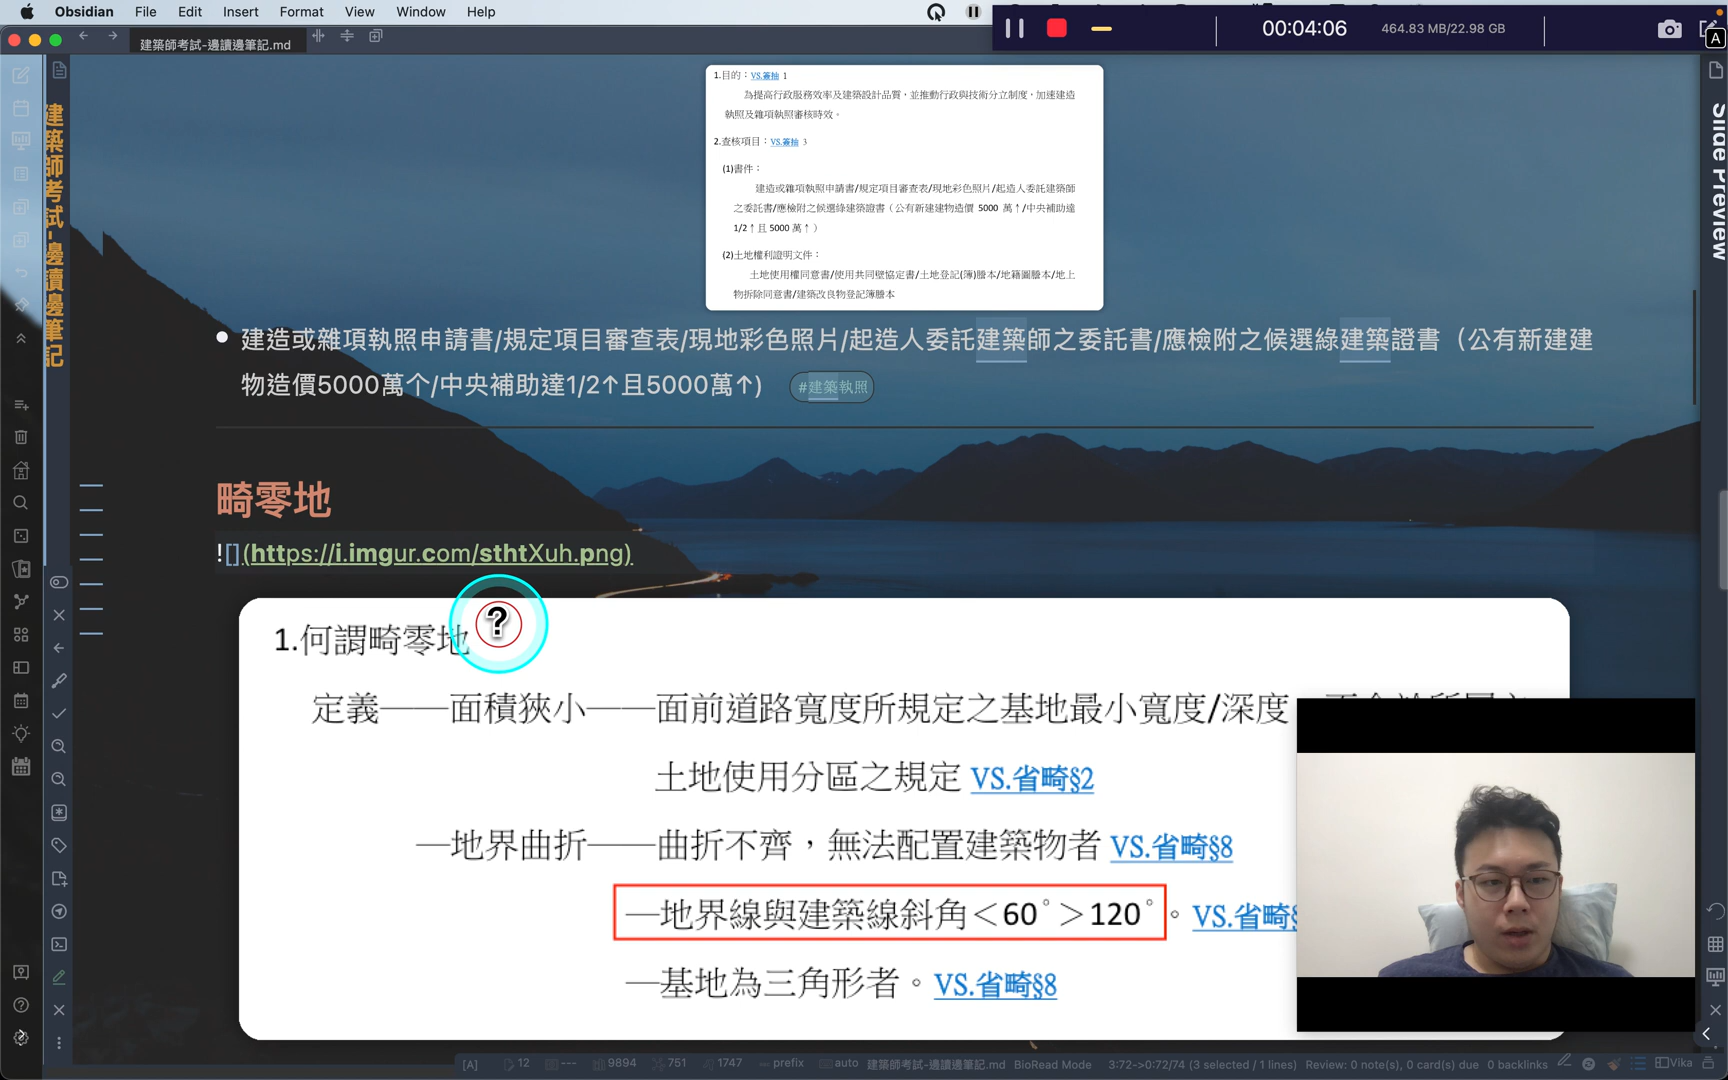 Obsidian File Edit Insert Format View Window Help
00:04:06 464.83 MB/22.98 GB
A
建築師考試-邊讀邊筆記.md
建築師考試-邊讀邊筆記
Slide Preview
1.目的：VS.簽抽 1
為提高行政服務效率及建築設計品質，並推動行政與技術分立制度，加速建造
執照及雜項執照審核時效。
2.查核項目：VS.簽抽 3
(1)書件：
建造或雜項執照申請書/規定項目審查表/現地彩色照片/起造人委託建築師
之委託書/應檢附之候選綠建築證書（公有新建建物造價 5000 萬↑/中央補助達
1/2↑且 5000 萬↑）
(2)土地權利證明文件：
土地使用權同意書/使用共同壁協定書/土地登記(簿)謄本/地籍圖謄本/地上
物拆除同意書/建築改良物登記簿謄本
建造或雜項執照申請書/規定項目審查表/現地彩色照片/起造人委託建築師之委託書/應檢附之候選綠建築證書（公有新建建
物造價5000萬个/中央補助達1/2↑且5000萬↑) #建築執照
畸零地
![](https://i.imgur.com/sthtXuh.png)
1.何謂畸零地？
定義——面積狹小——面前道路寬度所規定之基地最小寬度/深度
土地使用分區之規定 VS.省畸§2
—地界曲折——曲折不齊，無法配置建築物者 VS.省畸§8
—地界線與建築線斜角＜60°＞120°。VS.省畸§
—基地為三角形者。VS.省畸§8
[A] 12 --- 9894 751 1747 prefix auto 建築師考試-邊讀邊筆記.md BioRead Mode 3:72->0:72/74 (3 selected / 1 lines) Review: 0 note(s), 0 card(s) due 0 backlinks Vika